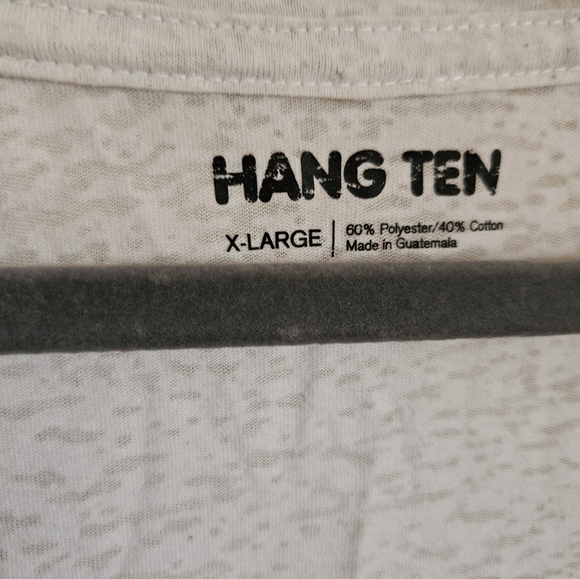 HANG TEN
X-LARGE
60% Polyester/40% Cotton
Made in Guatemala